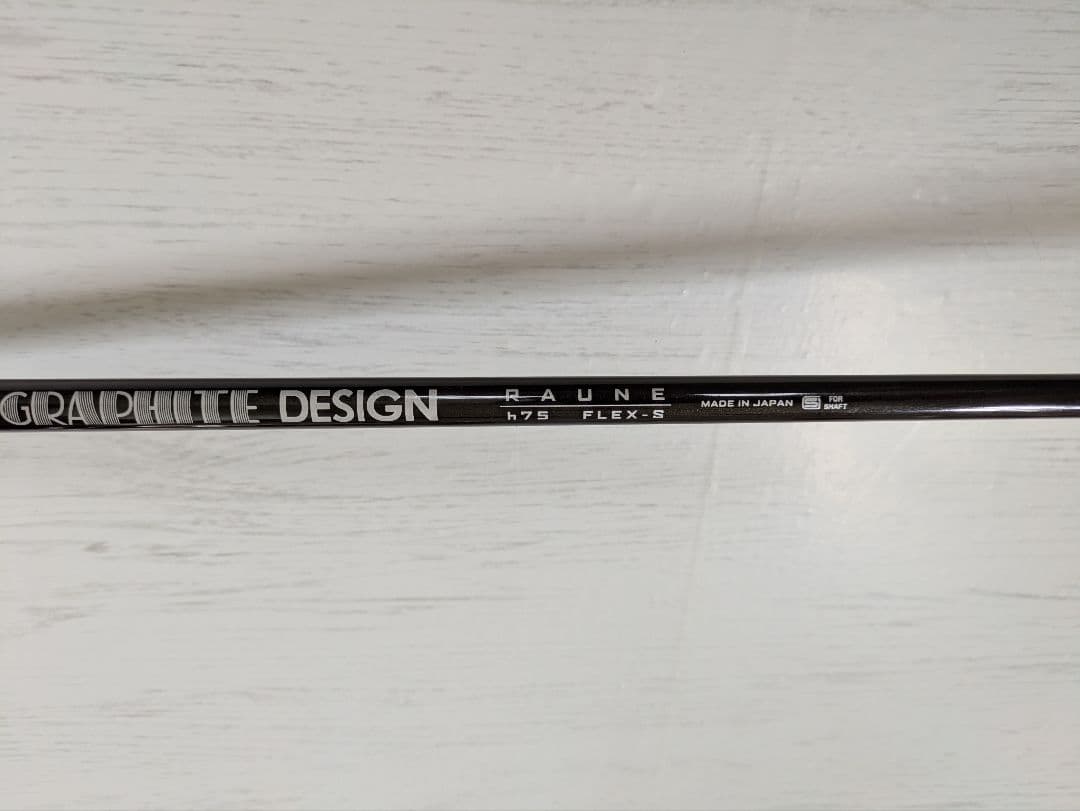 GRAPHITE DESIGN
RAUNE
h75 FLEX-S
MADE IN JAPAN
FOR
SHAFT